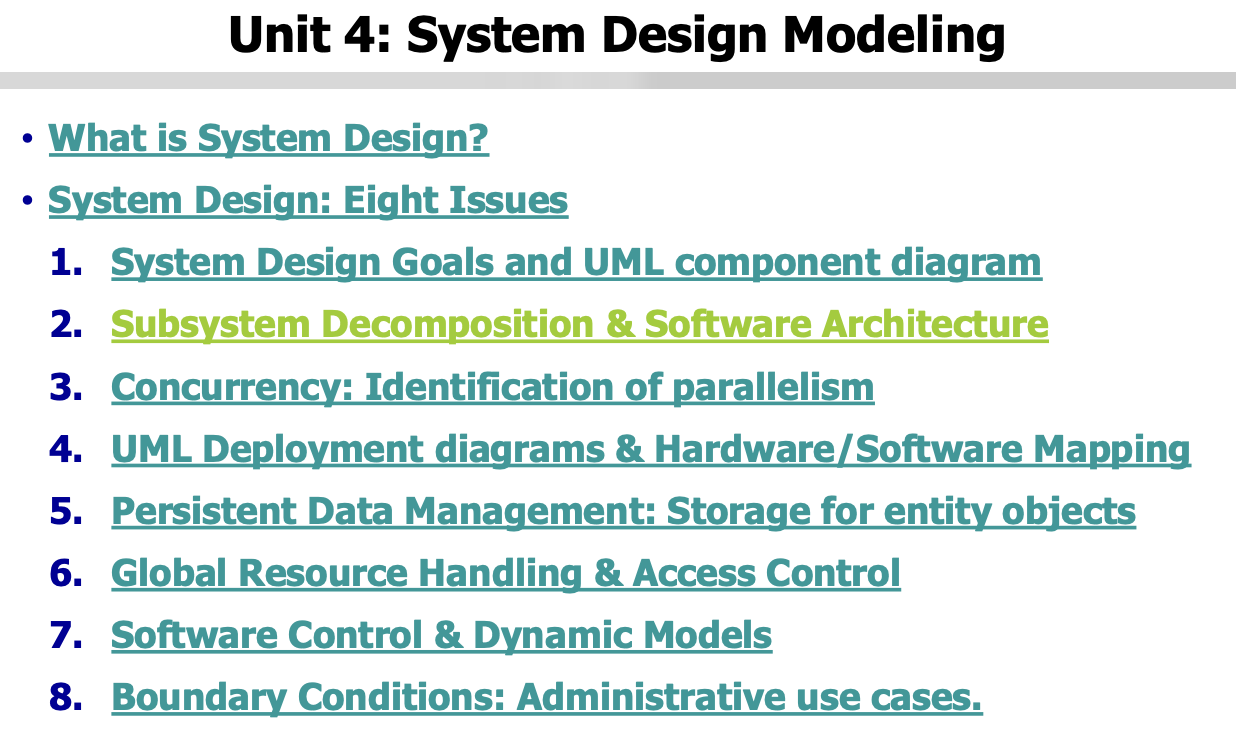 Unit 4: System Design Modeling
• What is System Design?
• System Design: Eight Issues
1. System Design Goals and UML component diagram
2. Subsystem Decomposition & Software Architecture
3. Concurrency: Identification of parallelism
4. UML Deployment diagrams & Hardware/Software Mapping
5. Persistent Data Management: Storage for entity objects
6. Global Resource Handling & Access Control
7. Software Control & Dynamic Models
8. Boundary Conditions: Administrative use cases.